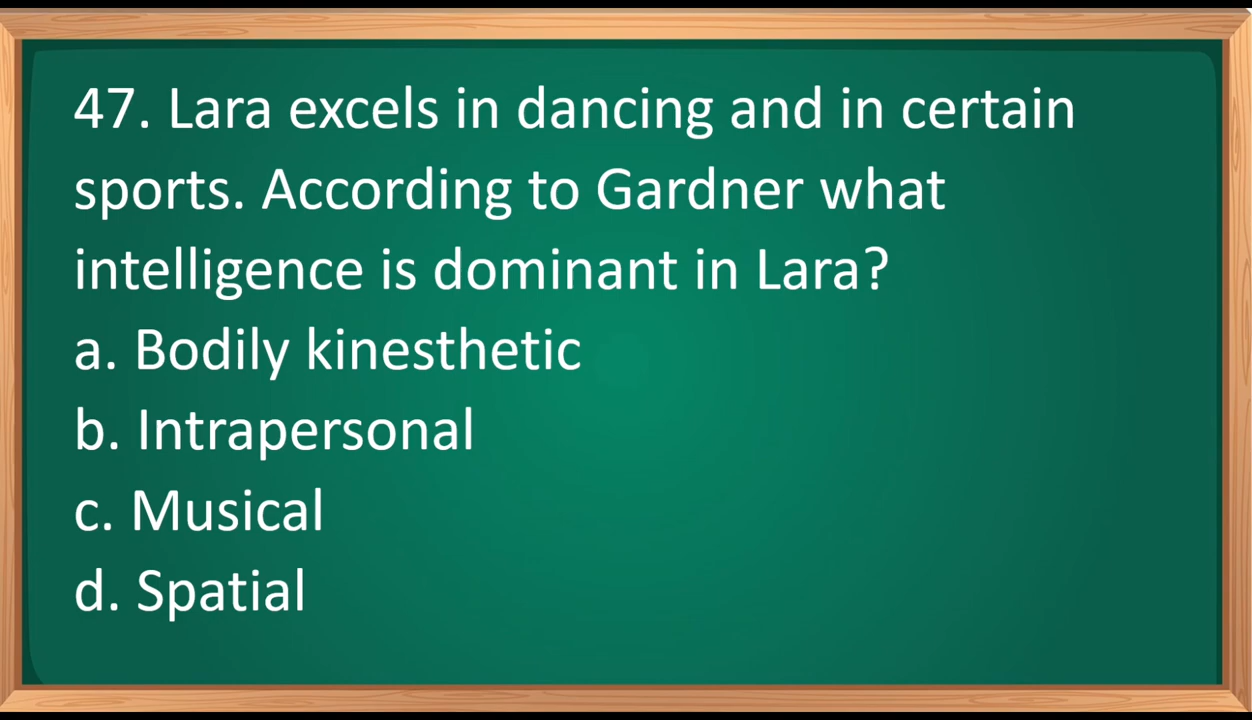 47. Lara excels in dancing and in certain
sports. According to Gardner what
intelligence is dominant in Lara?
a. Bodily kinesthetic
b. Intrapersonal
c. Musical
d. Spatial